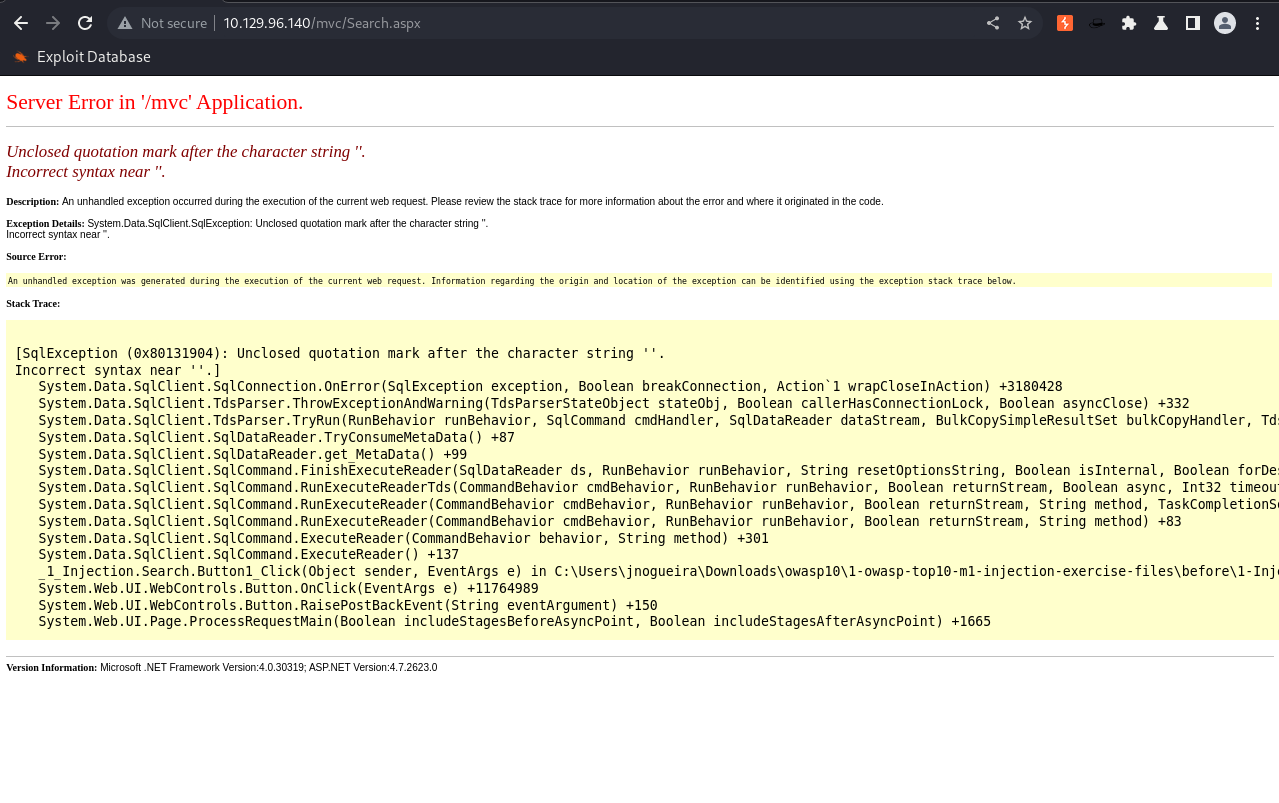 Not secure | 10.129.96.140/mvc/Search.aspx
Exploit Database
Server Error in '/mvc' Application.
Unclosed quotation mark after the character string ''.
Incorrect syntax near ''.
Description: An unhandled exception occurred during the execution of the current web request. Please review the stack trace for more information about the error and where it originated in the code.
Exception Details: System.Data.SqlClient.SqlException: Unclosed quotation mark after the character string ''.
Incorrect syntax near ''.
Source Error:
An unhandled exception was generated during the execution of the current web request. Information regarding the origin and location of the exception can be identified using the exception stack trace below.
Stack Trace:
[SqlException (0x80131904): Unclosed quotation mark after the character string ''.
Incorrect syntax near ''.]
System.Data.SqlClient.SqlConnection.OnError(SqlException exception, Boolean breakConnection, Action`1 wrapCloseInAction) +3180428
System.Data.SqlClient.TdsParser.ThrowExceptionAndWarning(TdsParserStateObject stateObj, Boolean callerHasConnectionLock, Boolean asyncClose) +332
System.Data.SqlClient.TdsParser.TryRun(RunBehavior runBehavior, SqlCommand cmdHandler, SqlDataReader dataStream, BulkCopySimpleResultSet bulkCopyHandler, Tds
System.Data.SqlClient.SqlDataReader.TryConsumeMetaData() +87
System.Data.SqlClient.SqlDataReader.get_MetaData() +99
System.Data.SqlClient.SqlCommand.FinishExecuteReader(SqlDataReader ds, RunBehavior runBehavior, String resetOptionsString, Boolean isInternal, Boolean forDes
System.Data.SqlClient.SqlCommand.RunExecuteReaderTds(CommandBehavior cmdBehavior, RunBehavior runBehavior, Boolean returnStream, Boolean async, Int32 timeout
System.Data.SqlClient.SqlCommand.RunExecuteReader(CommandBehavior cmdBehavior, RunBehavior runBehavior, Boolean returnStream, String method, TaskCompletionSo
System.Data.SqlClient.SqlCommand.RunExecuteReader(CommandBehavior cmdBehavior, RunBehavior runBehavior, Boolean returnStream, String method) +83
System.Data.SqlClient.SqlCommand.ExecuteReader(CommandBehavior behavior, String method) +301
System.Data.SqlClient.SqlCommand.ExecuteReader() +137
_1_Injection.Search.Button1_Click(Object sender, EventArgs e) in C:\Users\jnogueira\Downloads\owasp10\1-owasp-top10-m1-injection-exercise-files\before\1-Inje
System.Web.UI.WebControls.Button.OnClick(EventArgs e) +11764989
System.Web.UI.WebControls.Button.RaisePostBackEvent(String eventArgument) +150
System.Web.UI.Page.ProcessRequestMain(Boolean includeStagesBeforeAsyncPoint, Boolean includeStagesAfterAsyncPoint) +1665
Version Information: Microsoft .NET Framework Version:4.0.30319; ASP.NET Version:4.7.2623.0